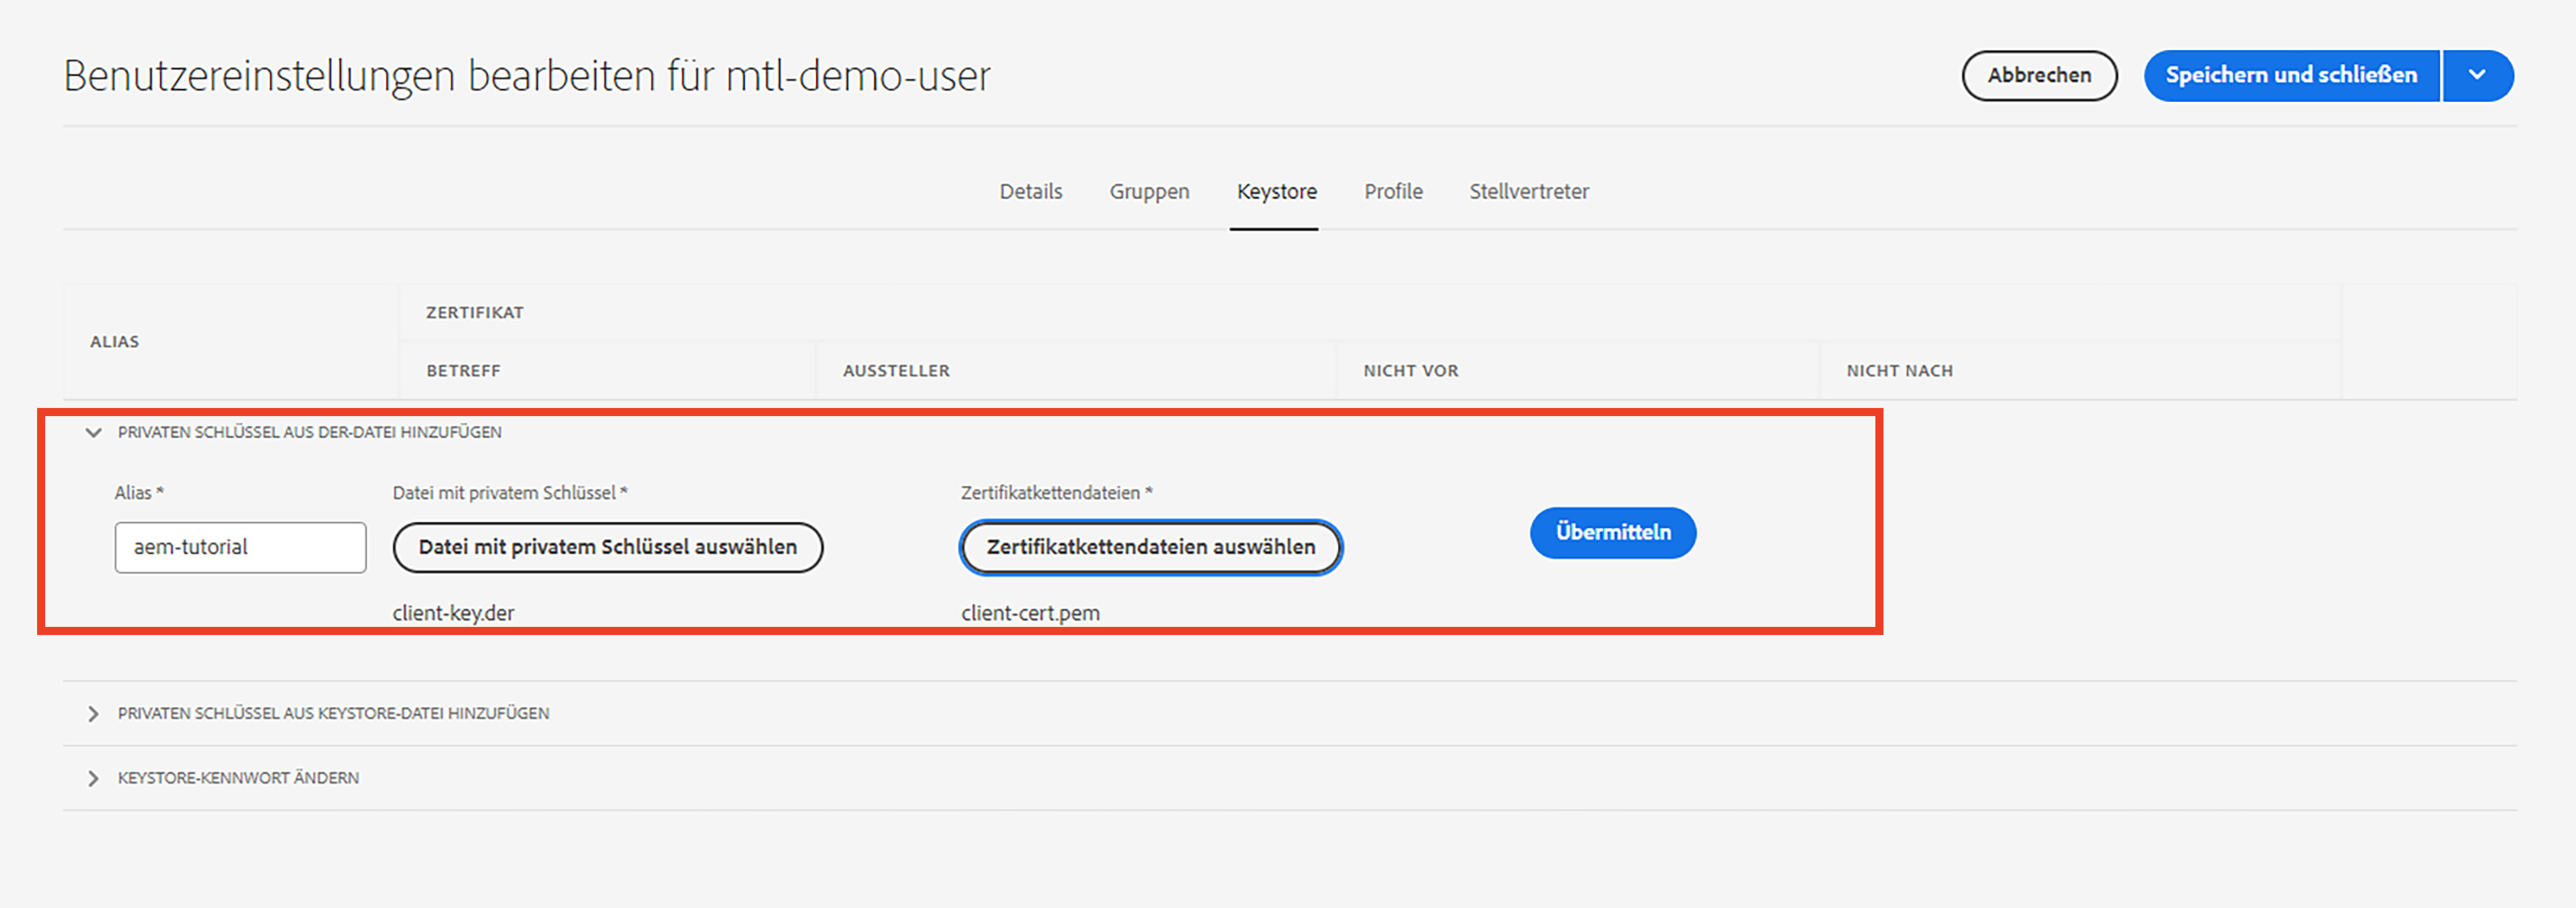 Benutzereinstellungen bearbeiten für mtl-demo-user
Abbrechen
Speichern und schließen
Details
Gruppen
Keystore
Profile
Stellvertreter
ALIAS
ZERTIFIKAT
BETREFF
AUSSTELLER
NICHT VOR
NICHT NACH
PRIVATEN SCHLÜSSEL AUS DER-DATEI HINZUFÜGEN
Alias *
Datei mit privatem Schlüssel *
Zertifikatkettendateien *
aem-tutorial
Datei mit privatem Schlüssel auswählen
Zertifikatkettendateien auswählen
Übermitteln
client-key.der
client-cert.pem
PRIVATEN SCHLÜSSEL AUS KEYSTORE-DATEI HINZUFÜGEN
KEYSTORE-KENNWORT ÄNDERN